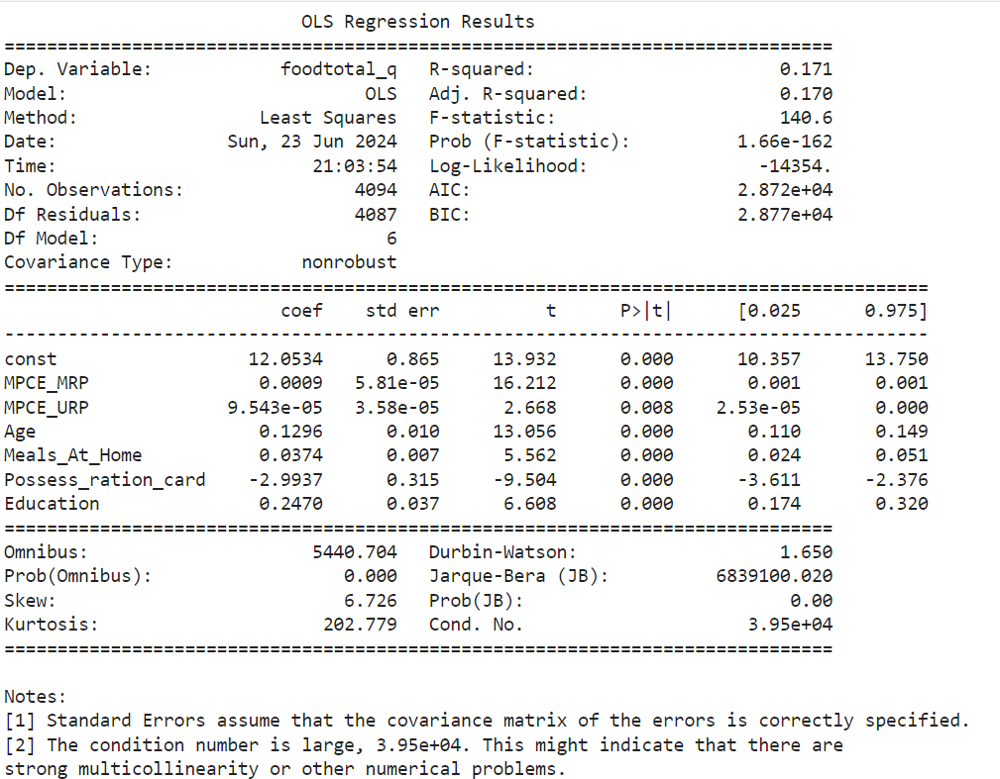 OLS Regression Results
==============================================================================
Dep. Variable: foodtotal_q R-squared: 0.171
Model: OLS Adj. R-squared: 0.170
Method: Least Squares F-statistic: 140.6
Date: Sun, 23 Jun 2024 Prob (F-statistic): 1.66e-162
Time: 21:03:54 Log-Likelihood: -14354.
No. Observations: 4094 AIC: 2.872e+04
Df Residuals: 4087 BIC: 2.877e+04
Df Model: 6
Covariance Type: nonrobust
=======================================================================================
coef std err t P>|t| [0.025 0.975]
---------------------------------------------------------------------------------------
const 12.0534 0.865 13.932 0.000 10.357 13.750
MPCE_MRP 0.0009 5.81e-05 16.212 0.000 0.001 0.001
MPCE_URP 9.543e-05 3.58e-05 2.668 0.008 2.53e-05 0.000
Age 0.1296 0.010 13.056 0.000 0.110 0.149
Meals_At_Home 0.0374 0.007 5.562 0.000 0.024 0.051
Possess_ration_card -2.9937 0.315 -9.504 0.000 -3.611 -2.376
Education 0.2470 0.037 6.608 0.000 0.174 0.320
==============================================================================
Omnibus: 5440.704 Durbin-Watson: 1.650
Prob(Omnibus): 0.000 Jarque-Bera (JB): 6839100.020
Skew: 6.726 Prob(JB): 0.00
Kurtosis: 202.779 Cond. No. 3.95e+04
==============================================================================
Notes:
[1] Standard Errors assume that the covariance matrix of the errors is correctly specified.
[2] The condition number is large, 3.95e+04. This might indicate that there are
strong multicollinearity or other numerical problems.